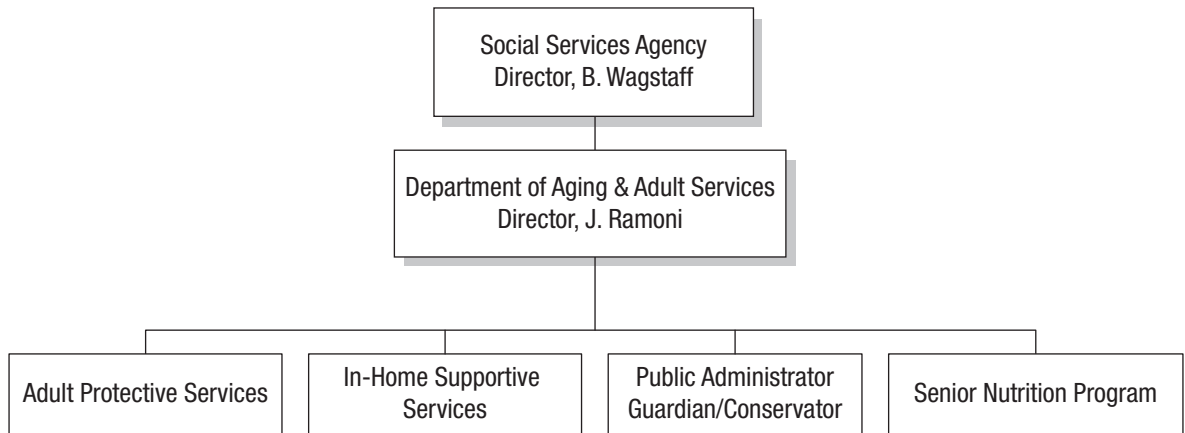 Social Services Agency
Director, B. Wagstaff
Department of Aging & Adult Services
Director, J. Ramoni
Adult Protective Services
In-Home Supportive
Services
Public Administrator
Guardian/Conservator
Senior Nutrition Program